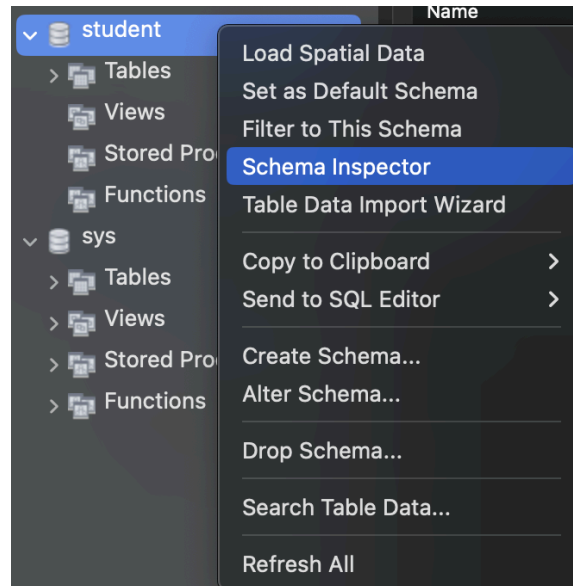 Name
student
Tables
Views
Stored Pro
Functions
sys
Tables
Views
Stored Pro
Functions
Load Spatial Data
Set as Default Schema
Filter to This Schema
Schema Inspector
Table Data Import Wizard
Copy to Clipboard
Send to SQL Editor
Create Schema...
Alter Schema...
Drop Schema...
Search Table Data...
Refresh All